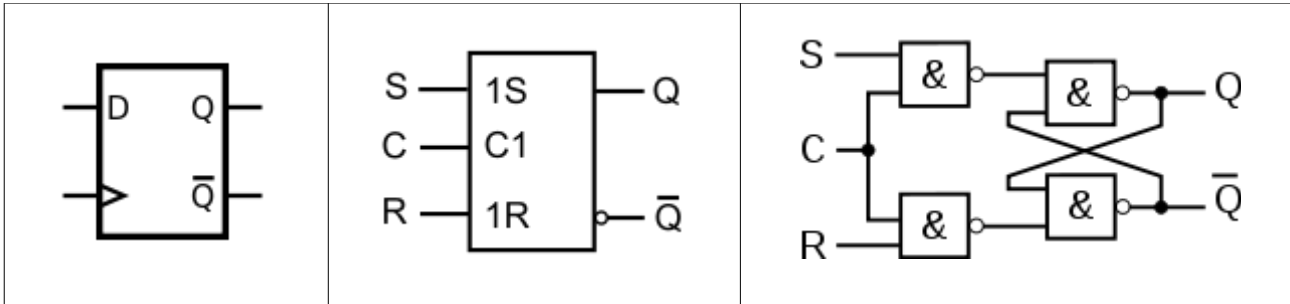 D Q
Q̅
S 1S Q
C C1
R 1R Q̅
S & & Q
C
R & & Q̅